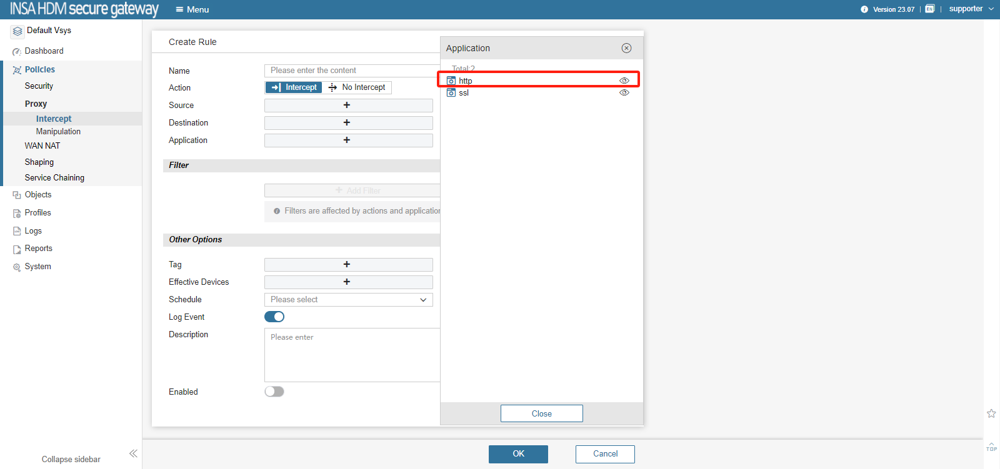 INSA HDM secure gateway
Menu
Version 23.07
EN
supporter
Default Vsys
Dashboard
Policies
Security
Proxy
Intercept
Manipulation
WAN NAT
Shaping
Service Chaining
Objects
Profiles
Logs
Reports
System
Collapse sidebar
Create Rule
Name
Please enter the content
Action
Intercept
No Intercept
Source
Destination
Application
Filter
Add Filter
Filters are affected by actions and application
Other Options
Tag
Effective Devices
Schedule
Please select
Log Event
Description
Please enter
Enabled
Application
Total:2
http
ssl
Close
OK
Cancel
TOP